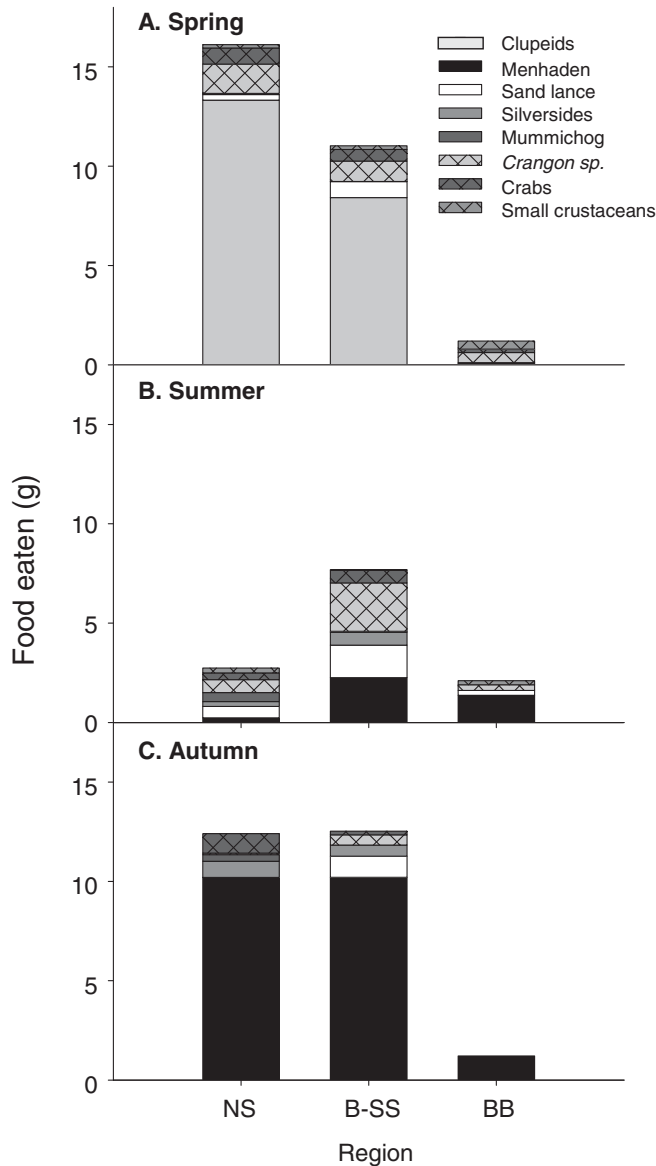 A. Spring
Clupeids
Menhaden
Sand lance
Silversides
Mummichog
Crangon sp.
Crabs
Small crustaceans
15
10
5
0
B. Summer
15
10
5
0
C. Autumn
15
10
5
0
Food eaten (g)
NS B-SS BB
Region